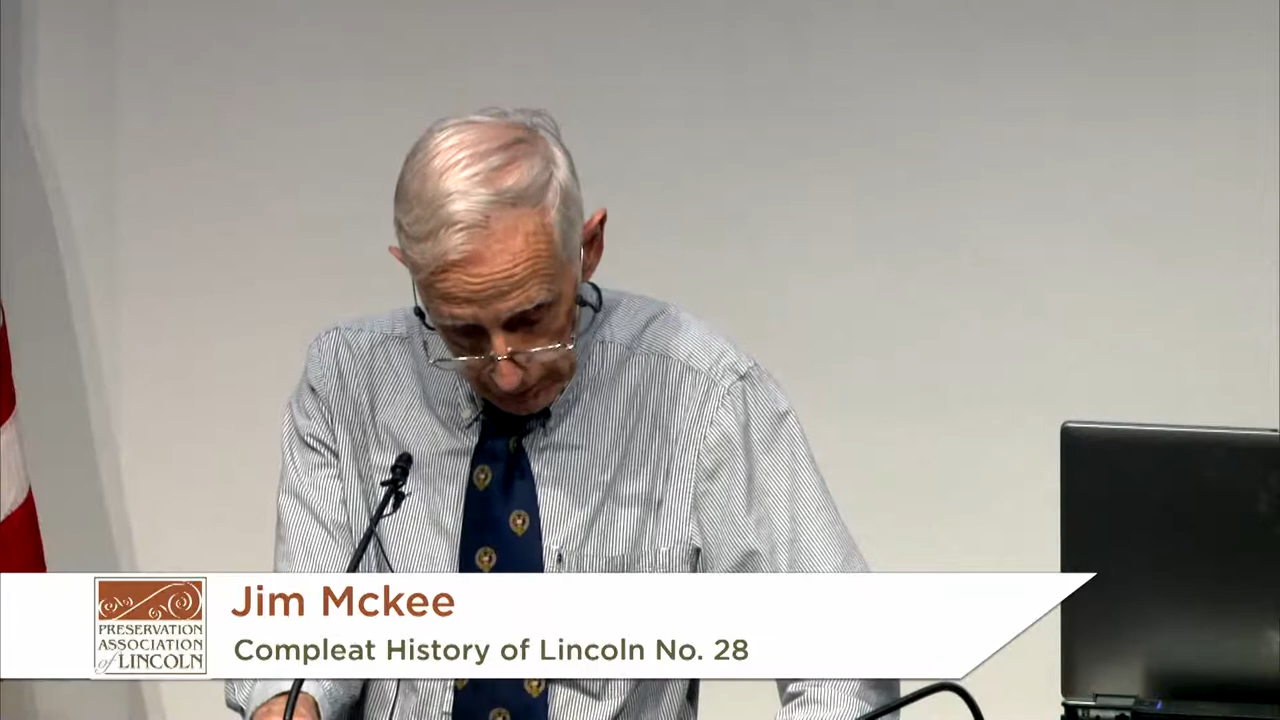 Jim Mckee
Compleat History of Lincoln No. 28
PRESERVATION
ASSOCIATION
of LINCOLN